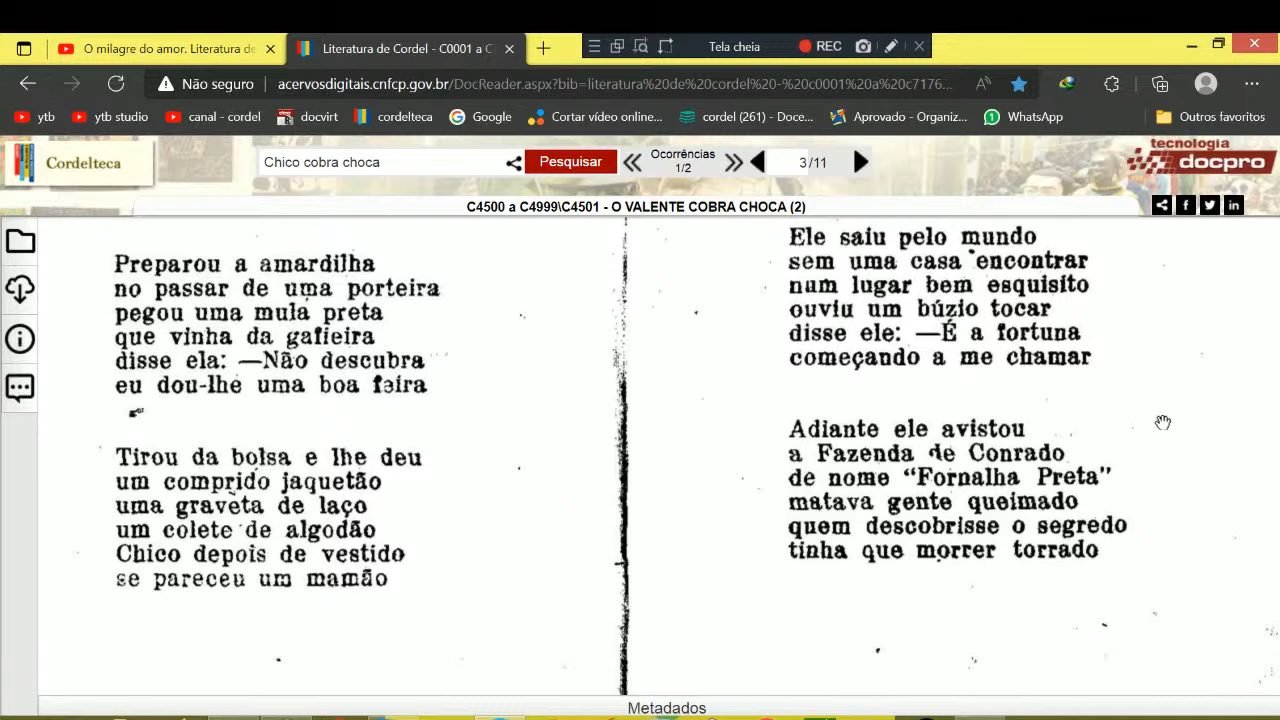 O milagre do amor. Literatura de
Literatura de Cordel - C0001 a C
Tela cheia
REC
Não seguro
acervosdigitais.cnfcp.gov.br/DocReader.aspx?bib=literatura%20de%20cordel%20-%20c0001%20a%20c7176...
ytb
ytb studio
canal - cordel
docvirt
cordelteca
Google
Cortar vídeo online...
cordel (261) - Doce...
Aprovado - Organiz...
WhatsApp
Outros favoritos
Cordelteca
Chico cobra choca
Pesquisar
Ocorrências
1/2
3 /11
tecnologia
docpro
C4500 a C4999\C4501 - O VALENTE COBRA CHOCA (2)
Preparou a amardilha
no passar de uma porteira
pegou uma mula preta
que vinha da gafieira
disse ela: —Não descubra
eu dou-lhe uma boa feira
Tirou da bolsa e lhe deu
um comprido jaquetão
uma gravèta de laço
um colete de algodão
Chico depois de vestido
se pareceu um mamão
Ele saiu pelo mundo
sem uma casa encontrar
num lugar bem esquisito
ouviu um búzio tocar
disse ele: —É a fortuna
começando a me chamar
Adiante ele avistou
a Fazenda de Conrado
de nome “Fornalha Preta”
matava gente queimado
quem descobrisse o segredo
tinha que morrer torrado
Metadados